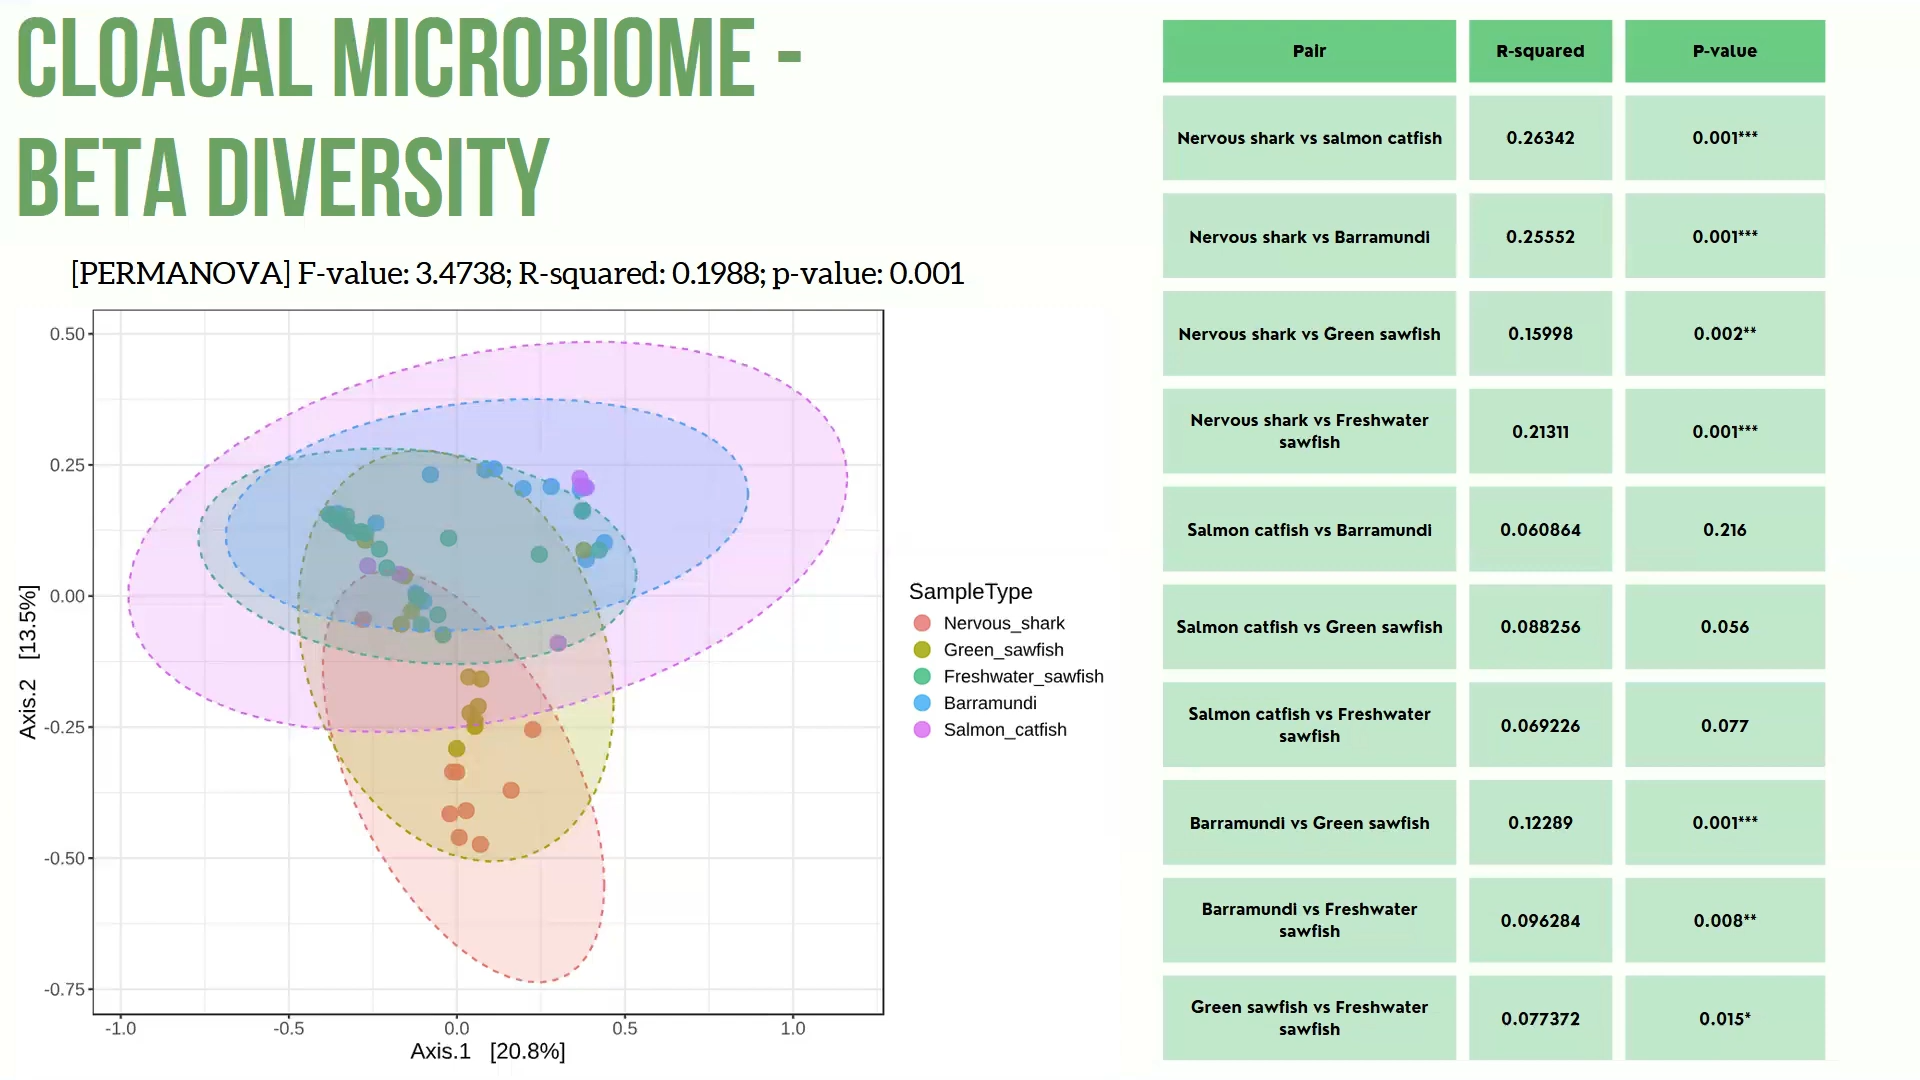 CLOACAL MICROBIOME -
BETA DIVERSITY
[PERMANOVA] F-value: 3.4738; R-squared: 0.1988; p-value: 0.001
0.50
0.25
0.00
-0.25
-0.50
-0.75
Axis.2 [13.5%]
-1.0 -0.5 0.0 0.5 1.0
Axis.1 [20.8%]
SampleType
Nervous_shark
Green_sawfish
Freshwater_sawfish
Barramundi
Salmon_catfish
Pair R-squared P-value
Nervous shark vs salmon catfish 0.26342 0.001***
Nervous shark vs Barramundi 0.25552 0.001***
Nervous shark vs Green sawfish 0.15998 0.002**
Nervous shark vs Freshwater
sawfish 0.21311 0.001***
Salmon catfish vs Barramundi 0.060864 0.216
Salmon catfish vs Green sawfish 0.088256 0.056
Salmon catfish vs Freshwater
sawfish 0.069226 0.077
Barramundi vs Green sawfish 0.12289 0.001***
Barramundi vs Freshwater
sawfish 0.096284 0.008**
Green sawfish vs Freshwater
sawfish 0.077372 0.015*